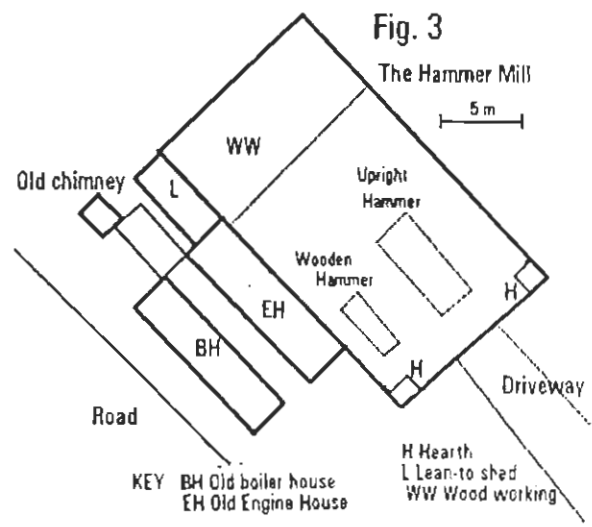 Fig. 3
The Hammer Mill
5 m
WW
Old chimney
L
Upright
Hammer
Wooden
Hammer
H
EH
BH
H
Driveway
Road
H Hearth
L Lean-to shed
WW Wood working
KEY BH Old boiler house
EH Old Engine House